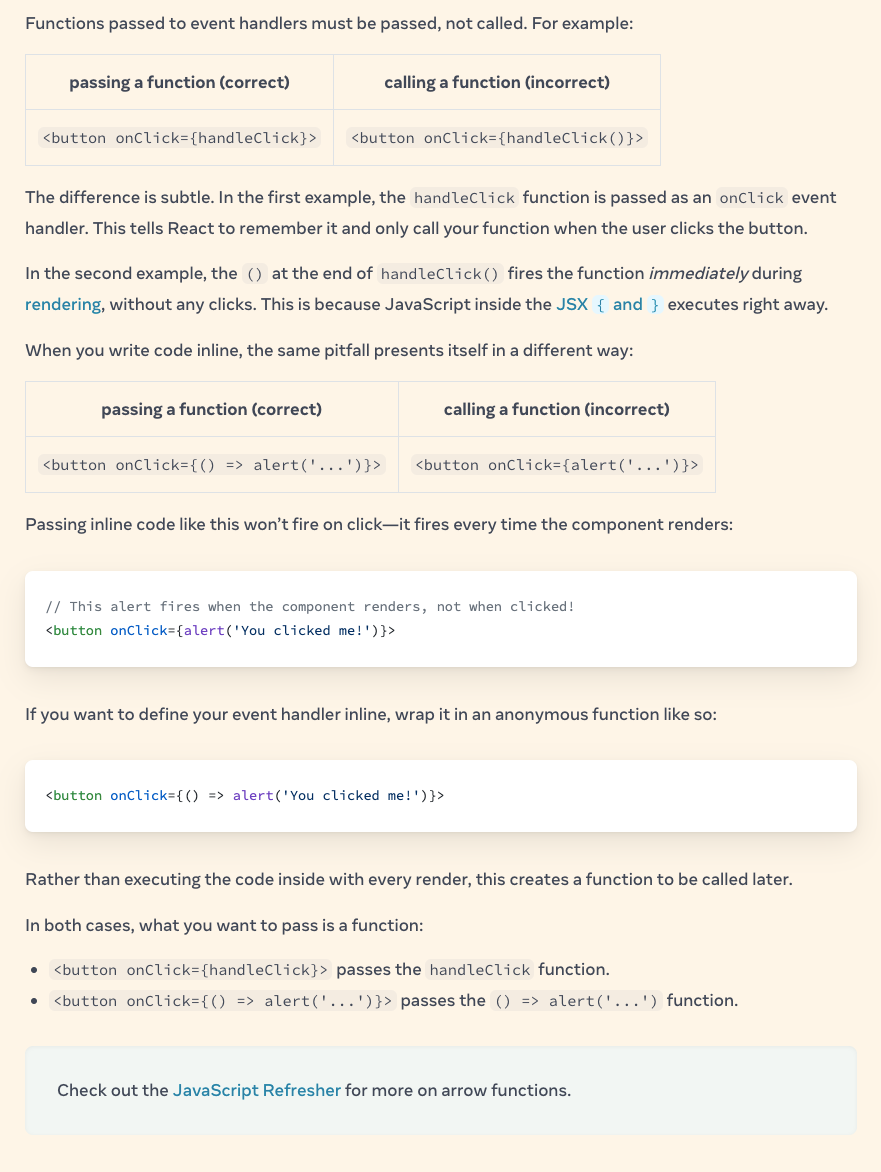 Functions passed to event handlers must be passed, not called. For example:
passing a function (correct)
calling a function (incorrect)
<button onClick={handleClick}>
<button onClick={handleClick()}>
The difference is subtle. In the first example, the handleClick function is passed as an onClick event
handler. This tells React to remember it and only call your function when the user clicks the button.
In the second example, the () at the end of handleClick() fires the function immediately during
rendering, without any clicks. This is because JavaScript inside the JSX { and } executes right away.
When you write code inline, the same pitfall presents itself in a different way:
passing a function (correct)
calling a function (incorrect)
<button onClick={() => alert('...')}>
<button onClick={alert('...')}>
Passing inline code like this won’t fire on click—it fires every time the component renders:
// This alert fires when the component renders, not when clicked!
<button onClick={alert('You clicked me!')}>
If you want to define your event handler inline, wrap it in an anonymous function like so:
<button onClick={() => alert('You clicked me!')}>
Rather than executing the code inside with every render, this creates a function to be called later.
In both cases, what you want to pass is a function:
• <button onClick={handleClick}> passes the handleClick function.
• <button onClick={() => alert('...')}> passes the () => alert('...') function.
Check out the JavaScript Refresher for more on arrow functions.